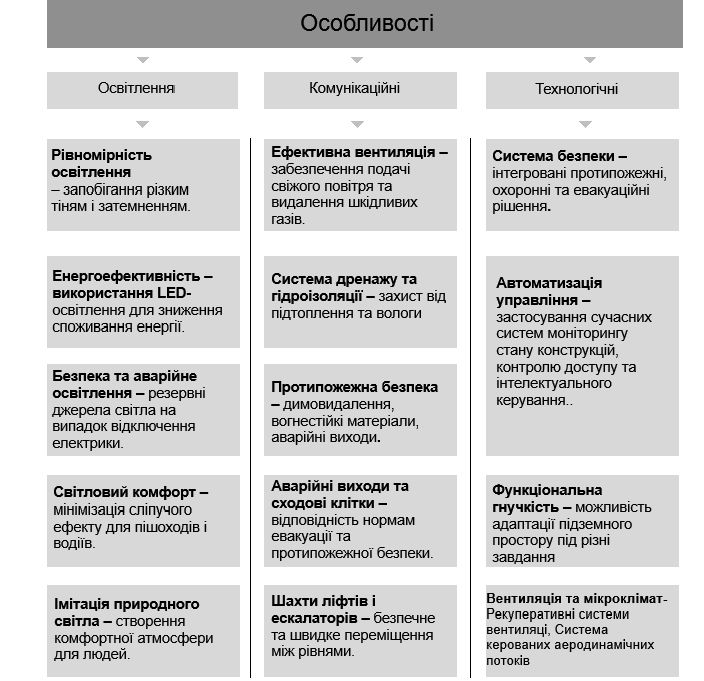 Особливості
Освітлення
Комунікаційні
Технологічні
Рівномірність
освітлення
– запобігання різким
тіням і затемненням.
Енергоефективність –
використання LED-
освітлення для зниження
споживання енергії.
Безпека та аварійне
освітлення – резервні
джерела світла на
випадок відключення
електрики.
Світловий комфорт –
мінімізація сліпучого
ефекту для пішоходів і
водіїв.
Імітація природного
світла – створення
комфортної атмосфери
для людей.
Ефективна вентиляція –
забезпечення подачі
свіжого повітря та
видалення шкідливих
газів.
Система дренажу та
гідроізоляції – захист від
підтоплення та вологи
Протипожежна безпека
– димовидалення,
вогнестійкі матеріали,
аварійні виходи.
Аварійні виходи та
сходові клітки –
відповідність нормам
евакуації та
протипожежної безпеки.
Шахти ліфтів і
ескалаторів – безпечне
та швидке переміщення
між рівнями.
Система безпеки –
інтегровані протипожежні,
охоронні та евакуаційні
рішення.
Автоматизація
управління –
застосування сучасних
систем моніторингу
стану конструкцій,
контролю доступу та
інтелектуального
керування..
Функціональна
гнучкість – можливість
адаптації підземного
простору під різні
завдання
Вентиляція та мікроклімат-
Рекуперативні системи
вентиляці, Система
керованих аеродинамічних
потоків